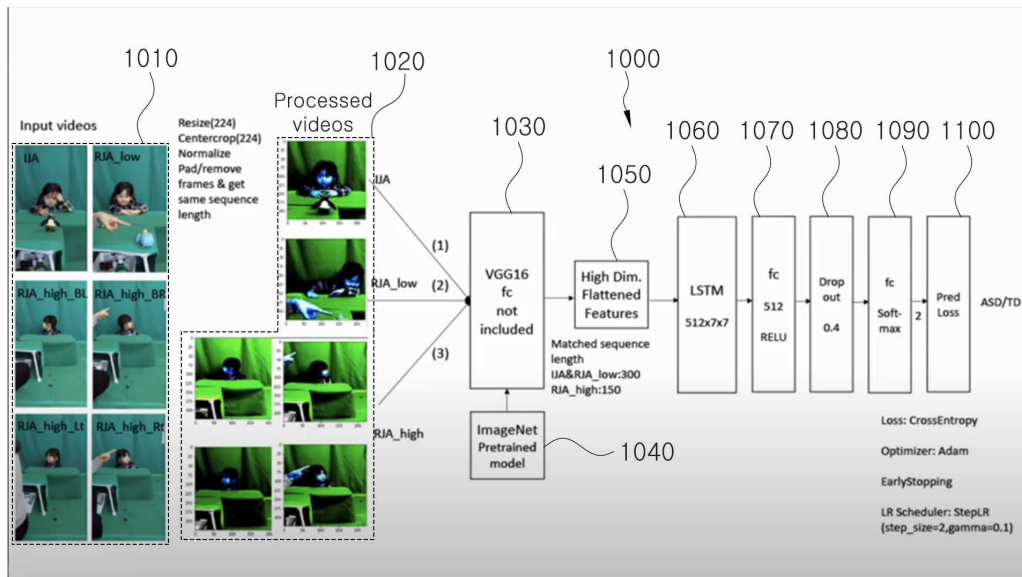 1010
1020
1000
Processed
videos
1030
1060
1070
1080
1090
1100
Input videos
Resize(224)
Centercrop(224)
Normalize
Pad/remove
frames & get
same sequence
length
IJA
RJA_low
RJA_high_BL
RJA_high_BR
RJA_high_Lt
RJA_high_Rt
IJA
RJA_low
RJA_high
(1)
(2)
(3)
VGG16
fc
not
included
1050
High Dim.
Flattened
Features
Matched sequence
length
IJA&RJA_low:300
RJA_high:150
ImageNet
Pretrained
model
1040
LSTM
512x7x7
fc
512
RELU
Drop
out
0.4
fc
Soft-
max
2
Pred
Loss
ASD/TD
Loss: CrossEntropy
Optimizer: Adam
EarlyStopping
LR Scheduler: StepLR
(step_size=2,gamma=0.1)